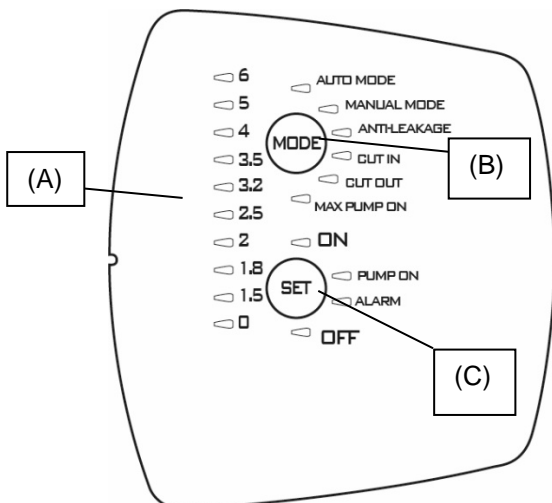 6
5
4
3.5
3.2
2.5
2
1.8
1.5
0
AUTO MODE
MANUAL MODE
ANTI-LEAKAGE
CUT IN
CUT OUT
MAX PUMP ON
MODE
ON
PUMP ON
SET
ALARM
OFF
(A)
(B)
(C)